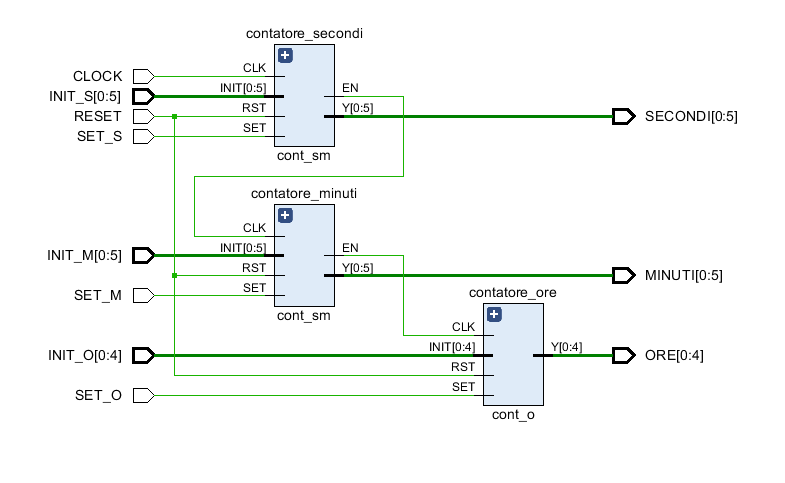 contatore_secondi
CLOCK
CLK
EN
INIT_S[0:5]
INIT[0:5]
RESET
RST
Y[0:5]
SECONDI[0:5]
SET_S
SET
cont_sm
contatore_minuti
CLK
INIT_M[0:5]
INIT[0:5]
EN
RST
Y[0:5]
MINUTI[0:5]
SET_M
SET
cont_sm
contatore_ore
CLK
INIT_O[0:4]
INIT[0:4]
Y[0:4]
ORE[0:4]
RST
SET_O
SET
cont_o